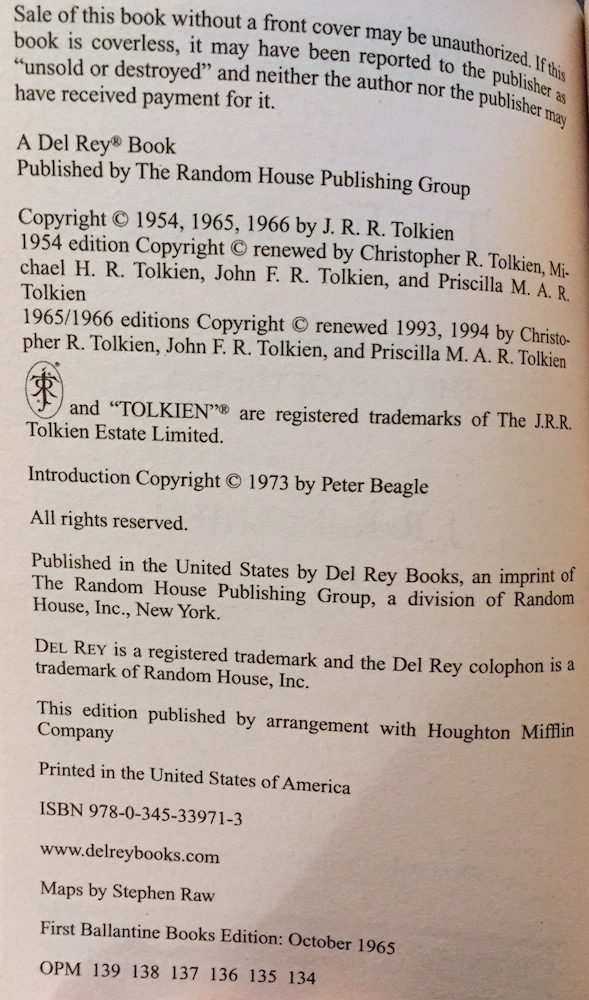 Sale of this book without a front cover may be unauthorized. If this
book is coverless, it may have been reported to the publisher as
“unsold or destroyed” and neither the author nor the publisher may
have received payment for it.
A Del Rey® Book
Published by The Random House Publishing Group
Copyright © 1954, 1965, 1966 by J. R. R. Tolkien
1954 edition Copyright © renewed by Christopher R. Tolkien, Mi-
chael H. R. Tolkien, John F. R. Tolkien, and Priscilla M. A. R.
Tolkien
1965/1966 editions Copyright © renewed 1993, 1994 by Christo-
pher R. Tolkien, John F. R. Tolkien, and Priscilla M. A. R. Tolkien
and “TOLKIEN”® are registered trademarks of The J.R.R.
Tolkien Estate Limited.
Introduction Copyright © 1973 by Peter Beagle
All rights reserved.
Published in the United States by Del Rey Books, an imprint of
The Random House Publishing Group, a division of Random
House, Inc., New York.
DEL REY is a registered trademark and the Del Rey colophon is a
trademark of Random House, Inc.
This edition published by arrangement with Houghton Mifflin
Company
Printed in the United States of America
ISBN 978-0-345-33971-3
www.delreybooks.com
Maps by Stephen Raw
First Ballantine Books Edition: October 1965
OPM 139 138 137 136 135 134